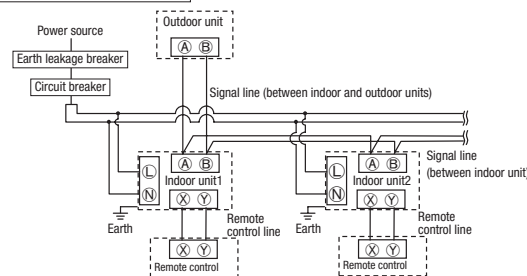 Outdoor unit
Power source
A B
Earth leakage breaker
Circuit breaker
Signal line (between indoor and outdoor units)
A B
A B
Signal line
(between indoor unit)
L
N
Indoor unit1
L
N
Indoor unit2
X Y
X Y
Earth
Remote
control line
Earth
Remote
control line
X Y
X Y
Remote control
Remote control